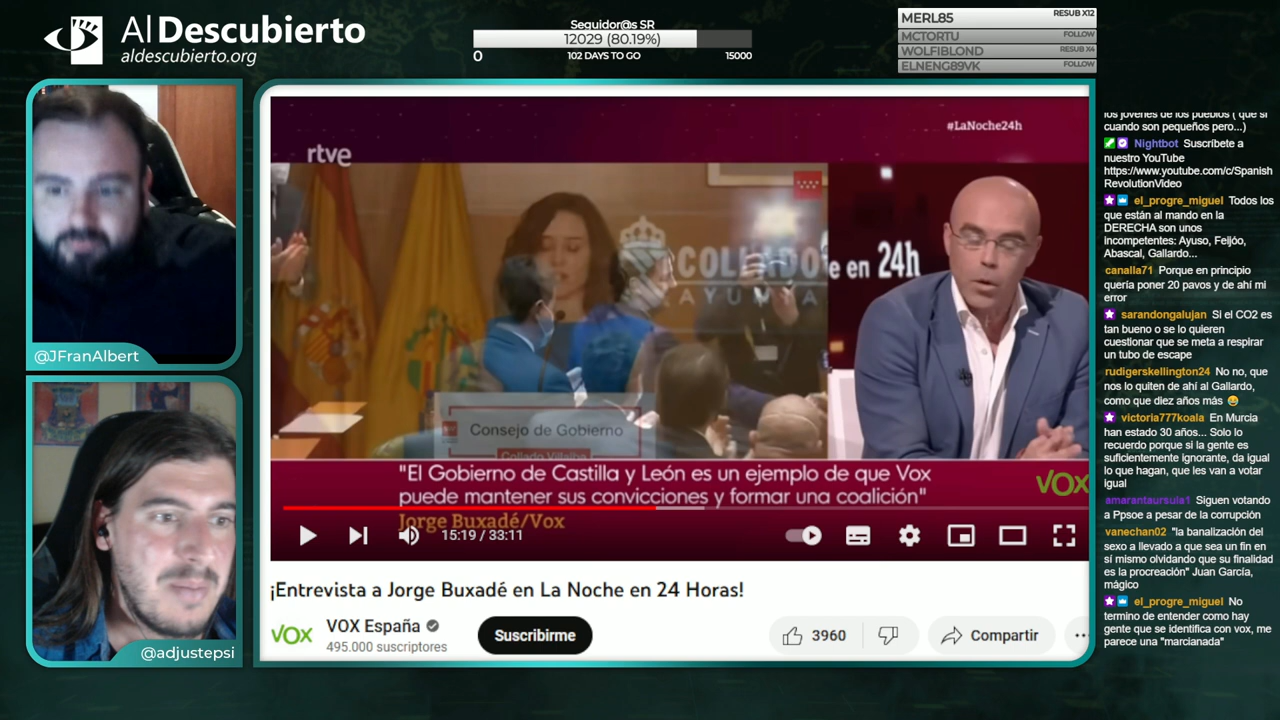 Al Descubierto
aldescubierto.org
Seguidor@s SR
12029 (80.19%)
0
102 DAYS TO GO
15000
MERL85
RESUB X12
MCTORTU
FOLLOW
WOLFIBLOND
RESUB X4
ELNENG89VK
FOLLOW
@JFranAlbert
@adjustepsi
#LaNoche24h
rtve
COLLADO
AYUN
e en 24h
Consejo de Gobierno
Collado Villalba
"El Gobierno de Castilla y León es un ejemplo de que Vox
puede mantener sus convicciones y formar una coalición"
Jorge Buxadé/Vox
VOX
15:19 / 33:11
¡Entrevista a Jorge Buxadé en La Noche en 24 Horas!
VOX
VOX España
495.000 suscriptores
Suscribirme
3960
Compartir
los jóvenes de los pueblos ( que si
cuando son pequeños pero...)
Nightbot Suscríbete a
nuestro YouTube
https://www.youtube.com/c/Spanish
RevolutionVideo
el_progre_miguel Todos los
que están al mando en la
DERECHA son unos
incompetentes: Ayuso, Feijóo,
Abascal, Gallardo...
canalla71 Porque en principio
quería poner 20 pavos y de ahí mi
error
sarandongalujan Si el CO2 es
tan bueno o se lo quieren
cuestionar que se meta a respirar
un tubo de escape
rudigerskellington24 No no, que
nos lo quiten de ahí al Gallardo,
como que diez años más 😄
victoria777koala En Murcia
han estado 30 años... Solo lo
recuerdo porque si la gente es
suficientemente ignorante, da igual
lo que hagan, que les van a votar
igual
amarantaursula1 Siguen votando
a Ppsoe a pesar de la corrupción
vanechan02 "la banalización del
sexo a llevado a que sea un fin en
sí mismo olvidando que su finalidad
es la procreación" Juan García,
mágico
el_progre_miguel No
termino de entender como hay
gente que se identifica con vox, me
parece una "marcianada"